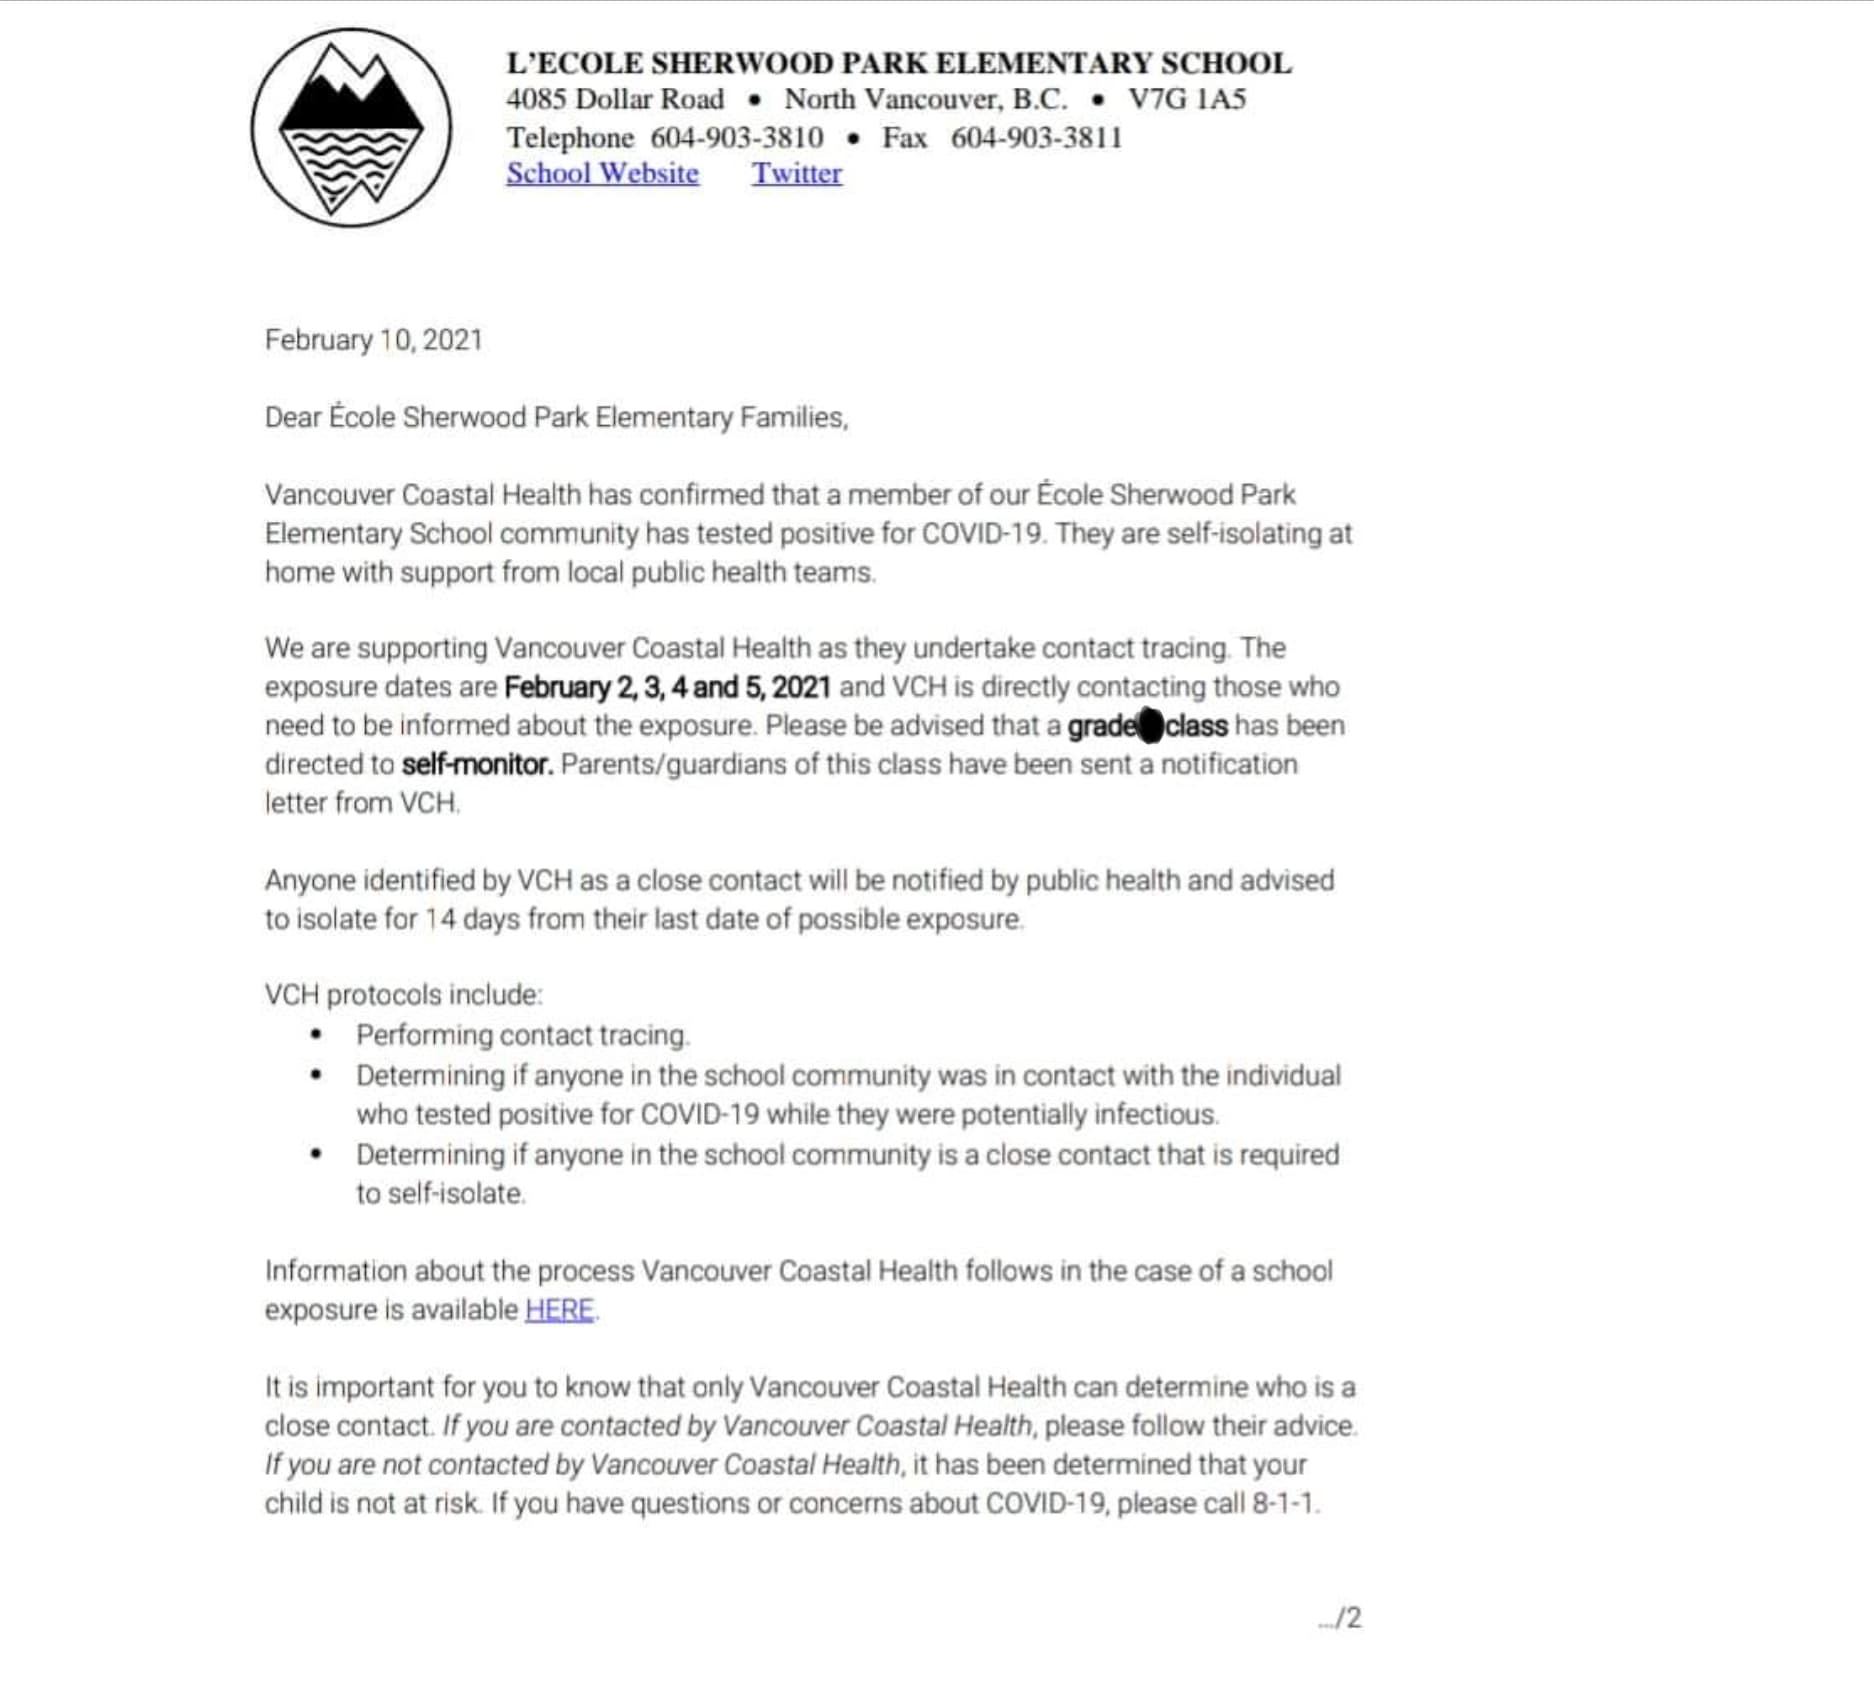 L'ECOLE SHERWOOD PARK ELEMENTARY SCHOOL
4085 Dollar Road • North Vancouver, B.C. • V7G 1A5
Telephone 604-903-3810 • Fax 604-903-3811
School Website Twitter
February 10, 2021
Dear École Sherwood Park Elementary Families,
Vancouver Coastal Health has confirmed that a member of our École Sherwood Park
Elementary School community has tested positive for COVID-19. They are self-isolating at
home with support from local public health teams.
We are supporting Vancouver Coastal Health as they undertake contact tracing. The
exposure dates are February 2, 3, 4 and 5, 2021 and VCH is directly contacting those who
need to be informed about the exposure. Please be advised that a grade class has been
directed to self-monitor. Parents/guardians of this class have been sent a notification
letter from VCH.
Anyone identified by VCH as a close contact will be notified by public health and advised
to isolate for 14 days from their last date of possible exposure.
VCH protocols include:
• Performing contact tracing.
• Determining if anyone in the school community was in contact with the individual
who tested positive for COVID-19 while they were potentially infectious.
• Determining if anyone in the school community is a close contact that is required
to self-isolate.
Information about the process Vancouver Coastal Health follows in the case of a school
exposure is available HERE.
It is important for you to know that only Vancouver Coastal Health can determine who is a
close contact. If you are contacted by Vancouver Coastal Health, please follow their advice.
If you are not contacted by Vancouver Coastal Health, it has been determined that your
child is not at risk. If you have questions or concerns about COVID-19, please call 8-1-1.
.../2